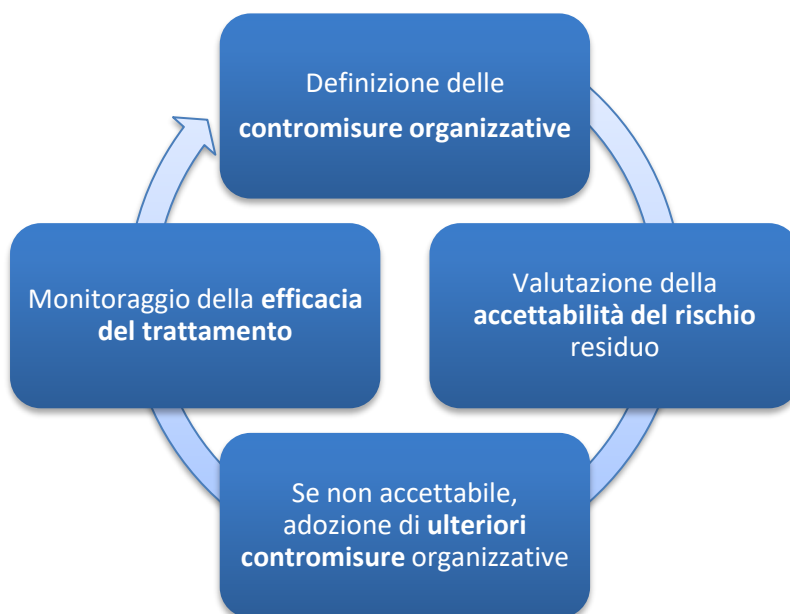 Definizione delle
contromisure organizzative
Valutazione della
accettabilità del rischio
residuo
Se non accettabile,
adozione di ulteriori
contromisure organizzative
Monitoraggio della efficacia
del trattamento